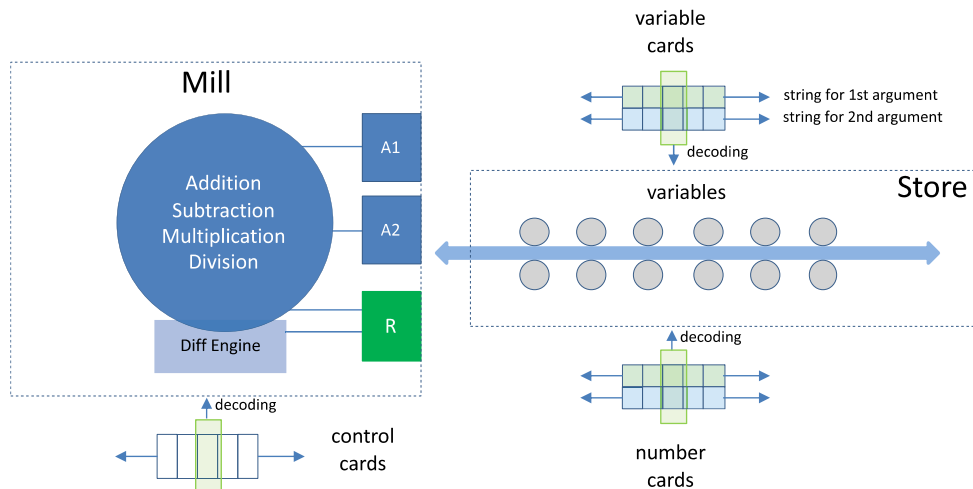 variable
cards
Mill
string for 1st argument
string for 2nd argument
A1
decoding
Addition
Subtraction
Multiplication
Division
variables
Store
A2
R
Diff Engine
decoding
decoding
control
cards
number
cards